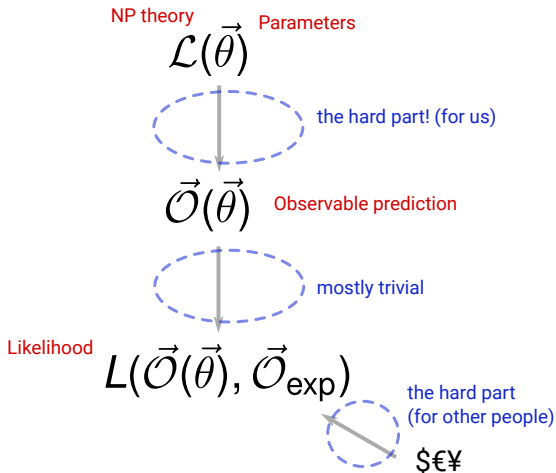 NP theory
Parameters
ℒ(θ⃗)
the hard part! (for us)
𝒪⃗(θ⃗)
Observable prediction
mostly trivial
Likelihood
L(𝒪⃗(θ⃗), 𝒪⃗exp)
the hard part
(for other people)
$€¥